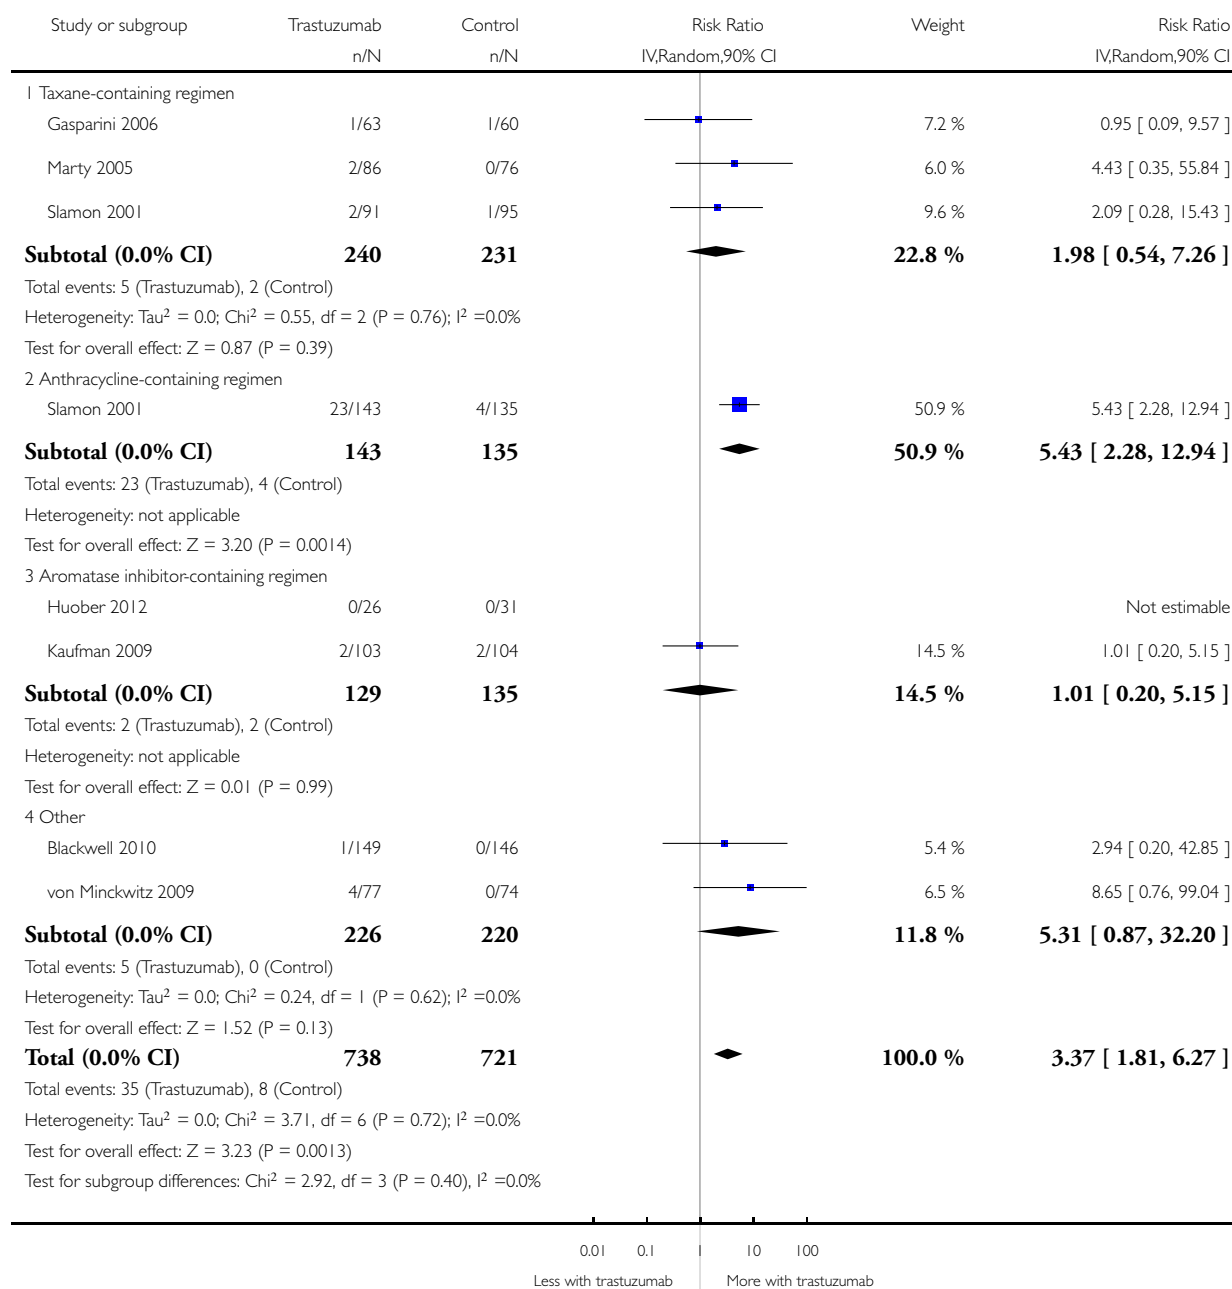 Study or subgroup Trastuzumab Control Risk Ratio Weight Risk Ratio
n/N n/N IV,Random,90% CI IV,Random,90% CI
1 Taxane-containing regimen
Gasparini 2006 1/63 1/60 7.2 % 0.95 [ 0.09, 9.57 ]
Marty 2005 2/86 0/76 6.0 % 4.43 [ 0.35, 55.84 ]
Slamon 2001 2/91 1/95 9.6 % 2.09 [ 0.28, 15.43 ]
Subtotal (0.0% CI) 240 231 22.8 % 1.98 [ 0.54, 7.26 ]
Total events: 5 (Trastuzumab), 2 (Control)
Heterogeneity: Tau² = 0.0; Chi² = 0.55, df = 2 (P = 0.76); I² =0.0%
Test for overall effect: Z = 0.87 (P = 0.39)
2 Anthracycline-containing regimen
Slamon 2001 23/143 4/135 50.9 % 5.43 [ 2.28, 12.94 ]
Subtotal (0.0% CI) 143 135 50.9 % 5.43 [ 2.28, 12.94 ]
Total events: 23 (Trastuzumab), 4 (Control)
Heterogeneity: not applicable
Test for overall effect: Z = 3.20 (P = 0.0014)
3 Aromatase inhibitor-containing regimen
Huober 2012 0/26 0/31 Not estimable
Kaufman 2009 2/103 2/104 14.5 % 1.01 [ 0.20, 5.15 ]
Subtotal (0.0% CI) 129 135 14.5 % 1.01 [ 0.20, 5.15 ]
Total events: 2 (Trastuzumab), 2 (Control)
Heterogeneity: not applicable
Test for overall effect: Z = 0.01 (P = 0.99)
4 Other
Blackwell 2010 1/149 0/146 5.4 % 2.94 [ 0.20, 42.85 ]
von Minckwitz 2009 4/77 0/74 6.5 % 8.65 [ 0.76, 99.04 ]
Subtotal (0.0% CI) 226 220 11.8 % 5.31 [ 0.87, 32.20 ]
Total events: 5 (Trastuzumab), 0 (Control)
Heterogeneity: Tau² = 0.0; Chi² = 0.24, df = 1 (P = 0.62); I² =0.0%
Test for overall effect: Z = 1.52 (P = 0.13)
Total (0.0% CI) 738 721 100.0 % 3.37 [ 1.81, 6.27 ]
Total events: 35 (Trastuzumab), 8 (Control)
Heterogeneity: Tau² = 0.0; Chi² = 3.71, df = 6 (P = 0.72); I² =0.0%
Test for overall effect: Z = 3.23 (P = 0.0013)
Test for subgroup differences: Chi² = 2.92, df = 3 (P = 0.40), I² =0.0%
0.01 0.1 1 10 100
Less with trastuzumab More with trastuzumab